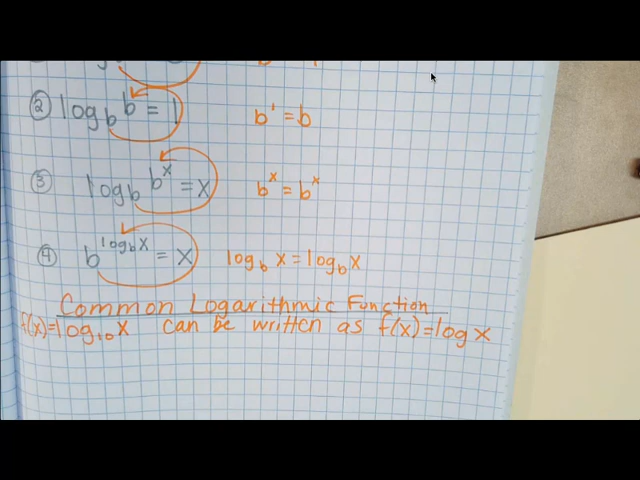 ② log_b b = 1 b¹ = b
③ log_b b^x = x b^x = b^x
④ b^{log_b x} = x log_b x = log_b x
Common Logarithmic Function
f(x)=log₁₀ x can be written as f(x)=log x